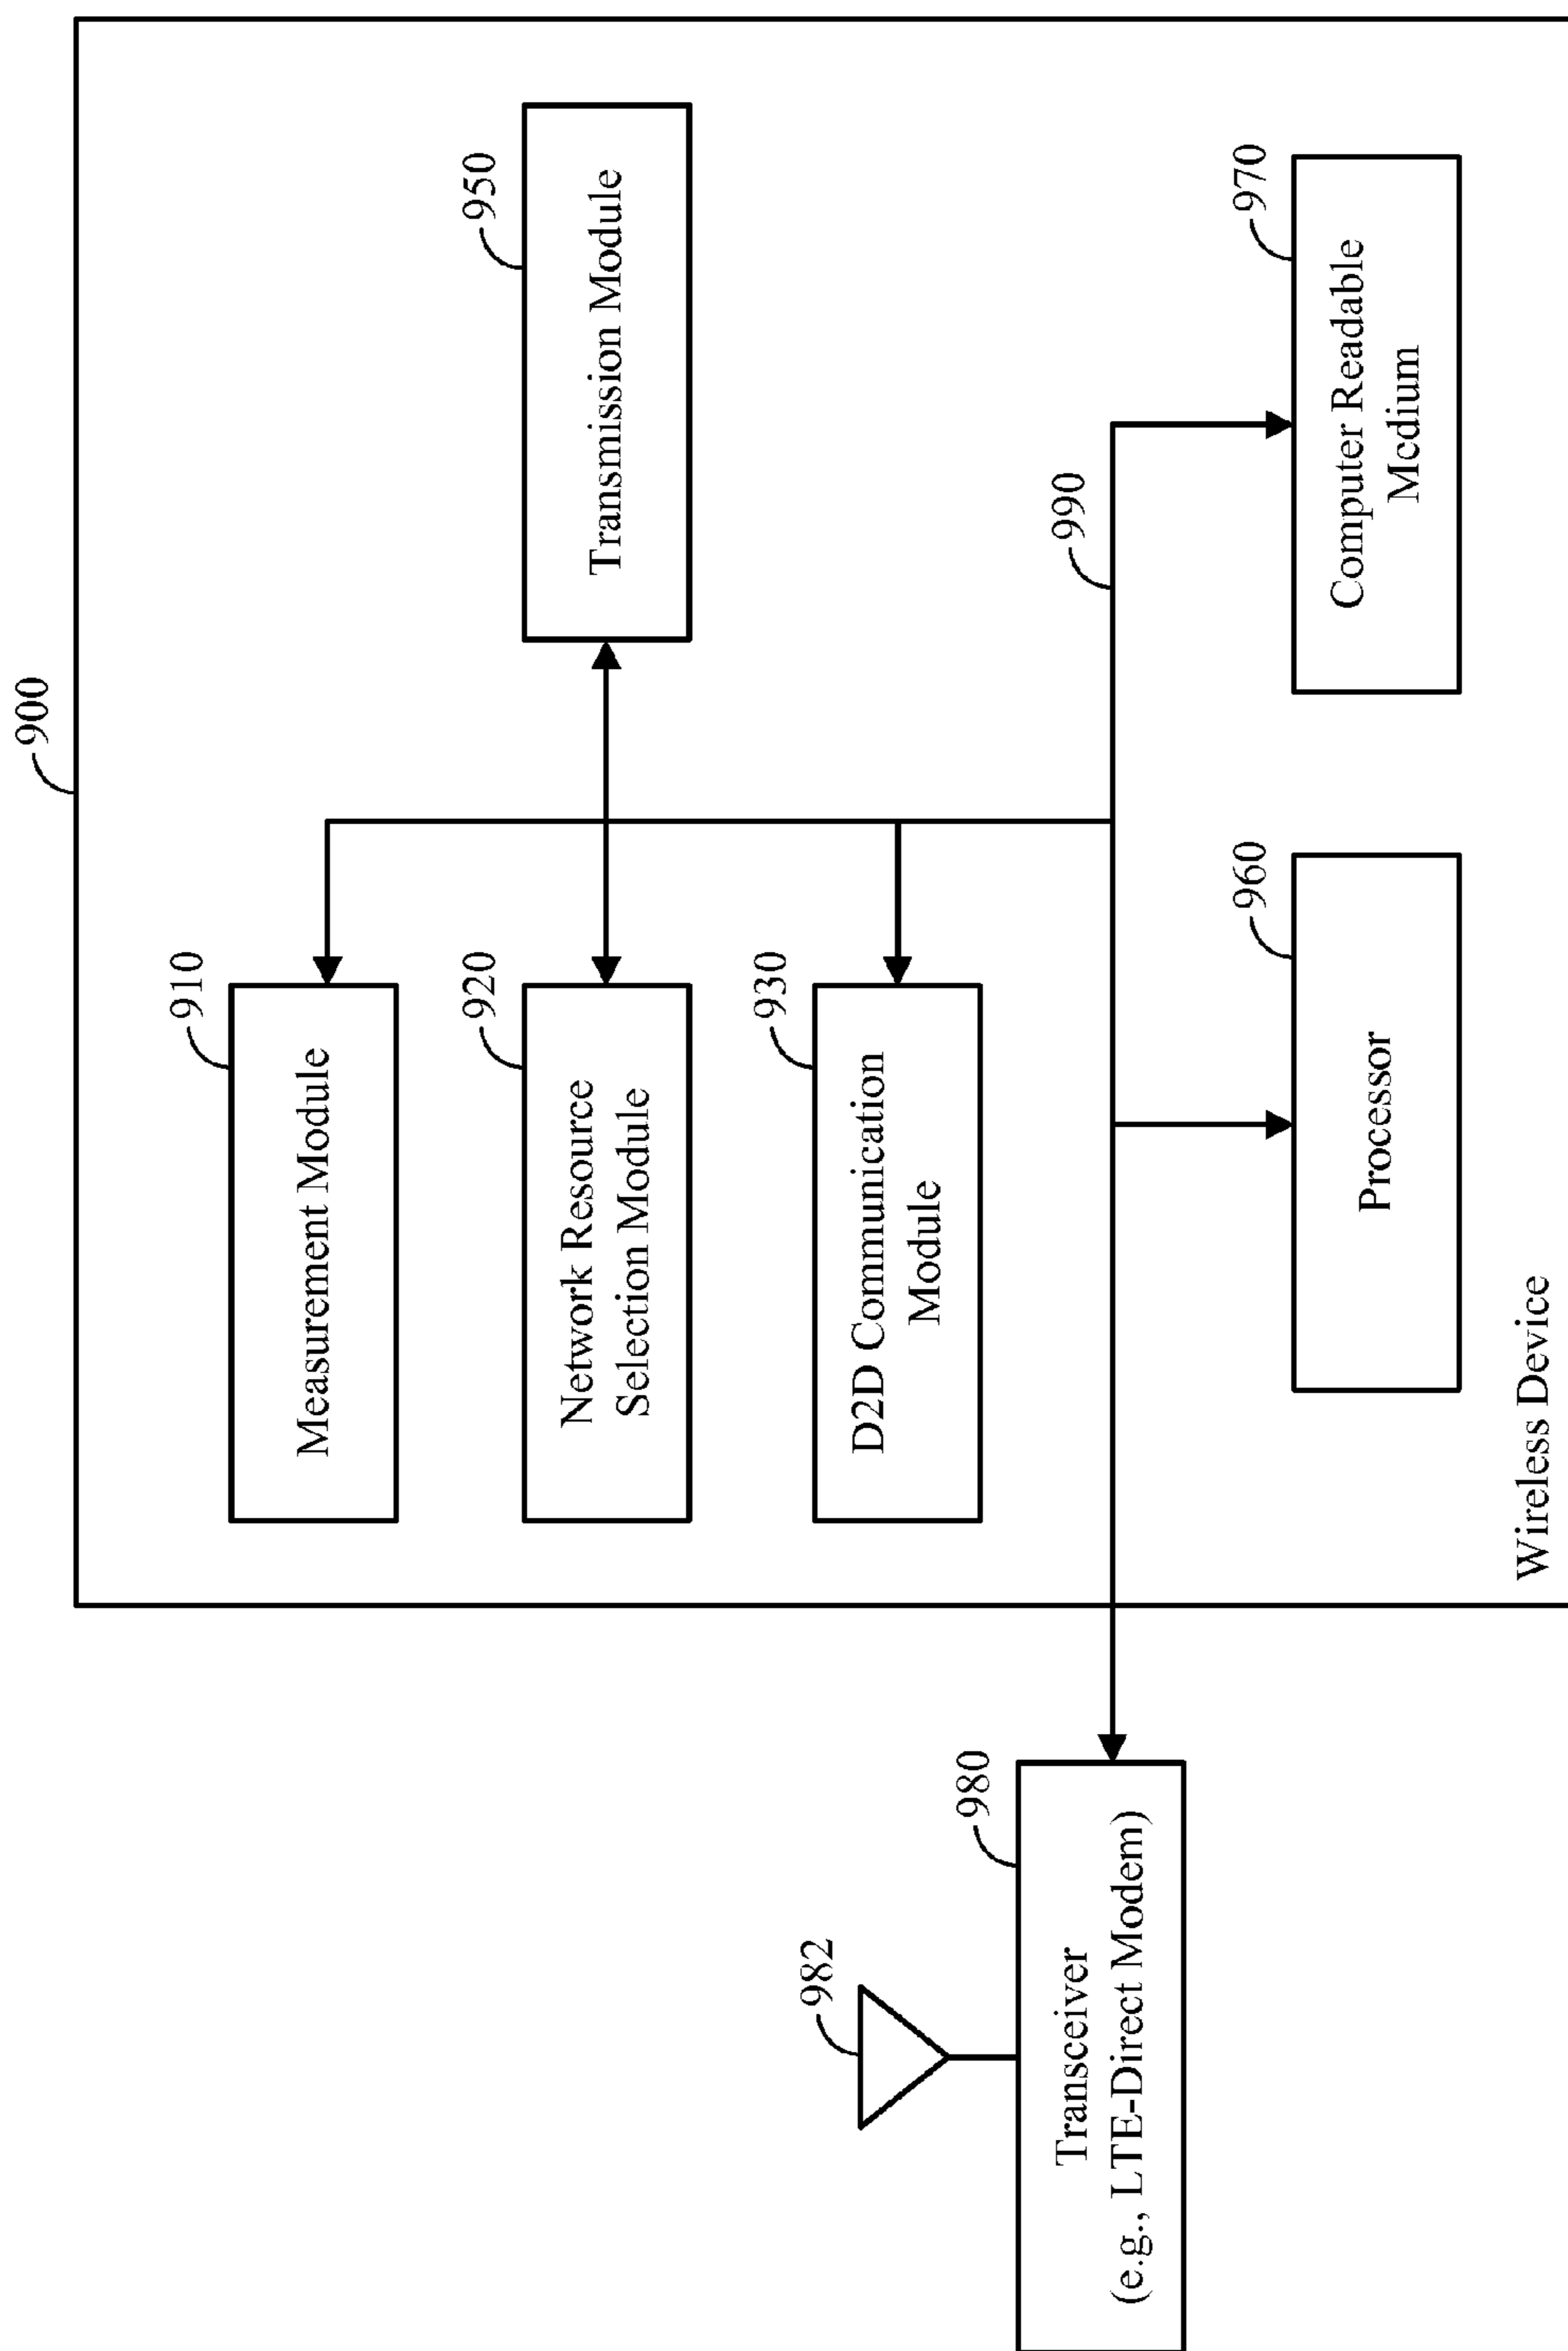 900
910
Measurement Module
920
Network Resource
Selection Module
950
Transmission Module
930
D2D Communication
Module
982
980
Transceiver
(e.g., LTE-Direct Modem)
990
960
Processor
970
Computer Readable
Mcdium
Wireless Device